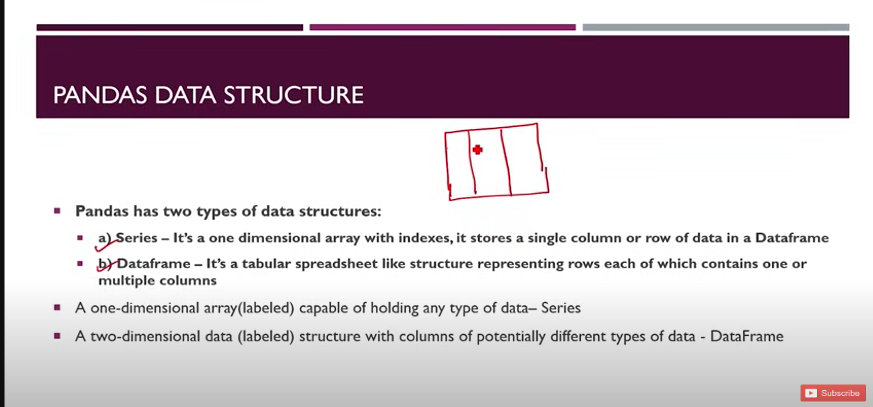 PANDAS DATA STRUCTURE
Pandas has two types of data structures:
a) Series – It's a one dimensional array with indexes, it stores a single column or row of data in a Dataframe
b) Dataframe – It's a tabular spreadsheet like structure representing rows each of which contains one or
multiple columns
A one-dimensional array(labeled) capable of holding any type of data– Series
A two-dimensional data (labeled) structure with columns of potentially different types of data - DataFrame
Subscribe